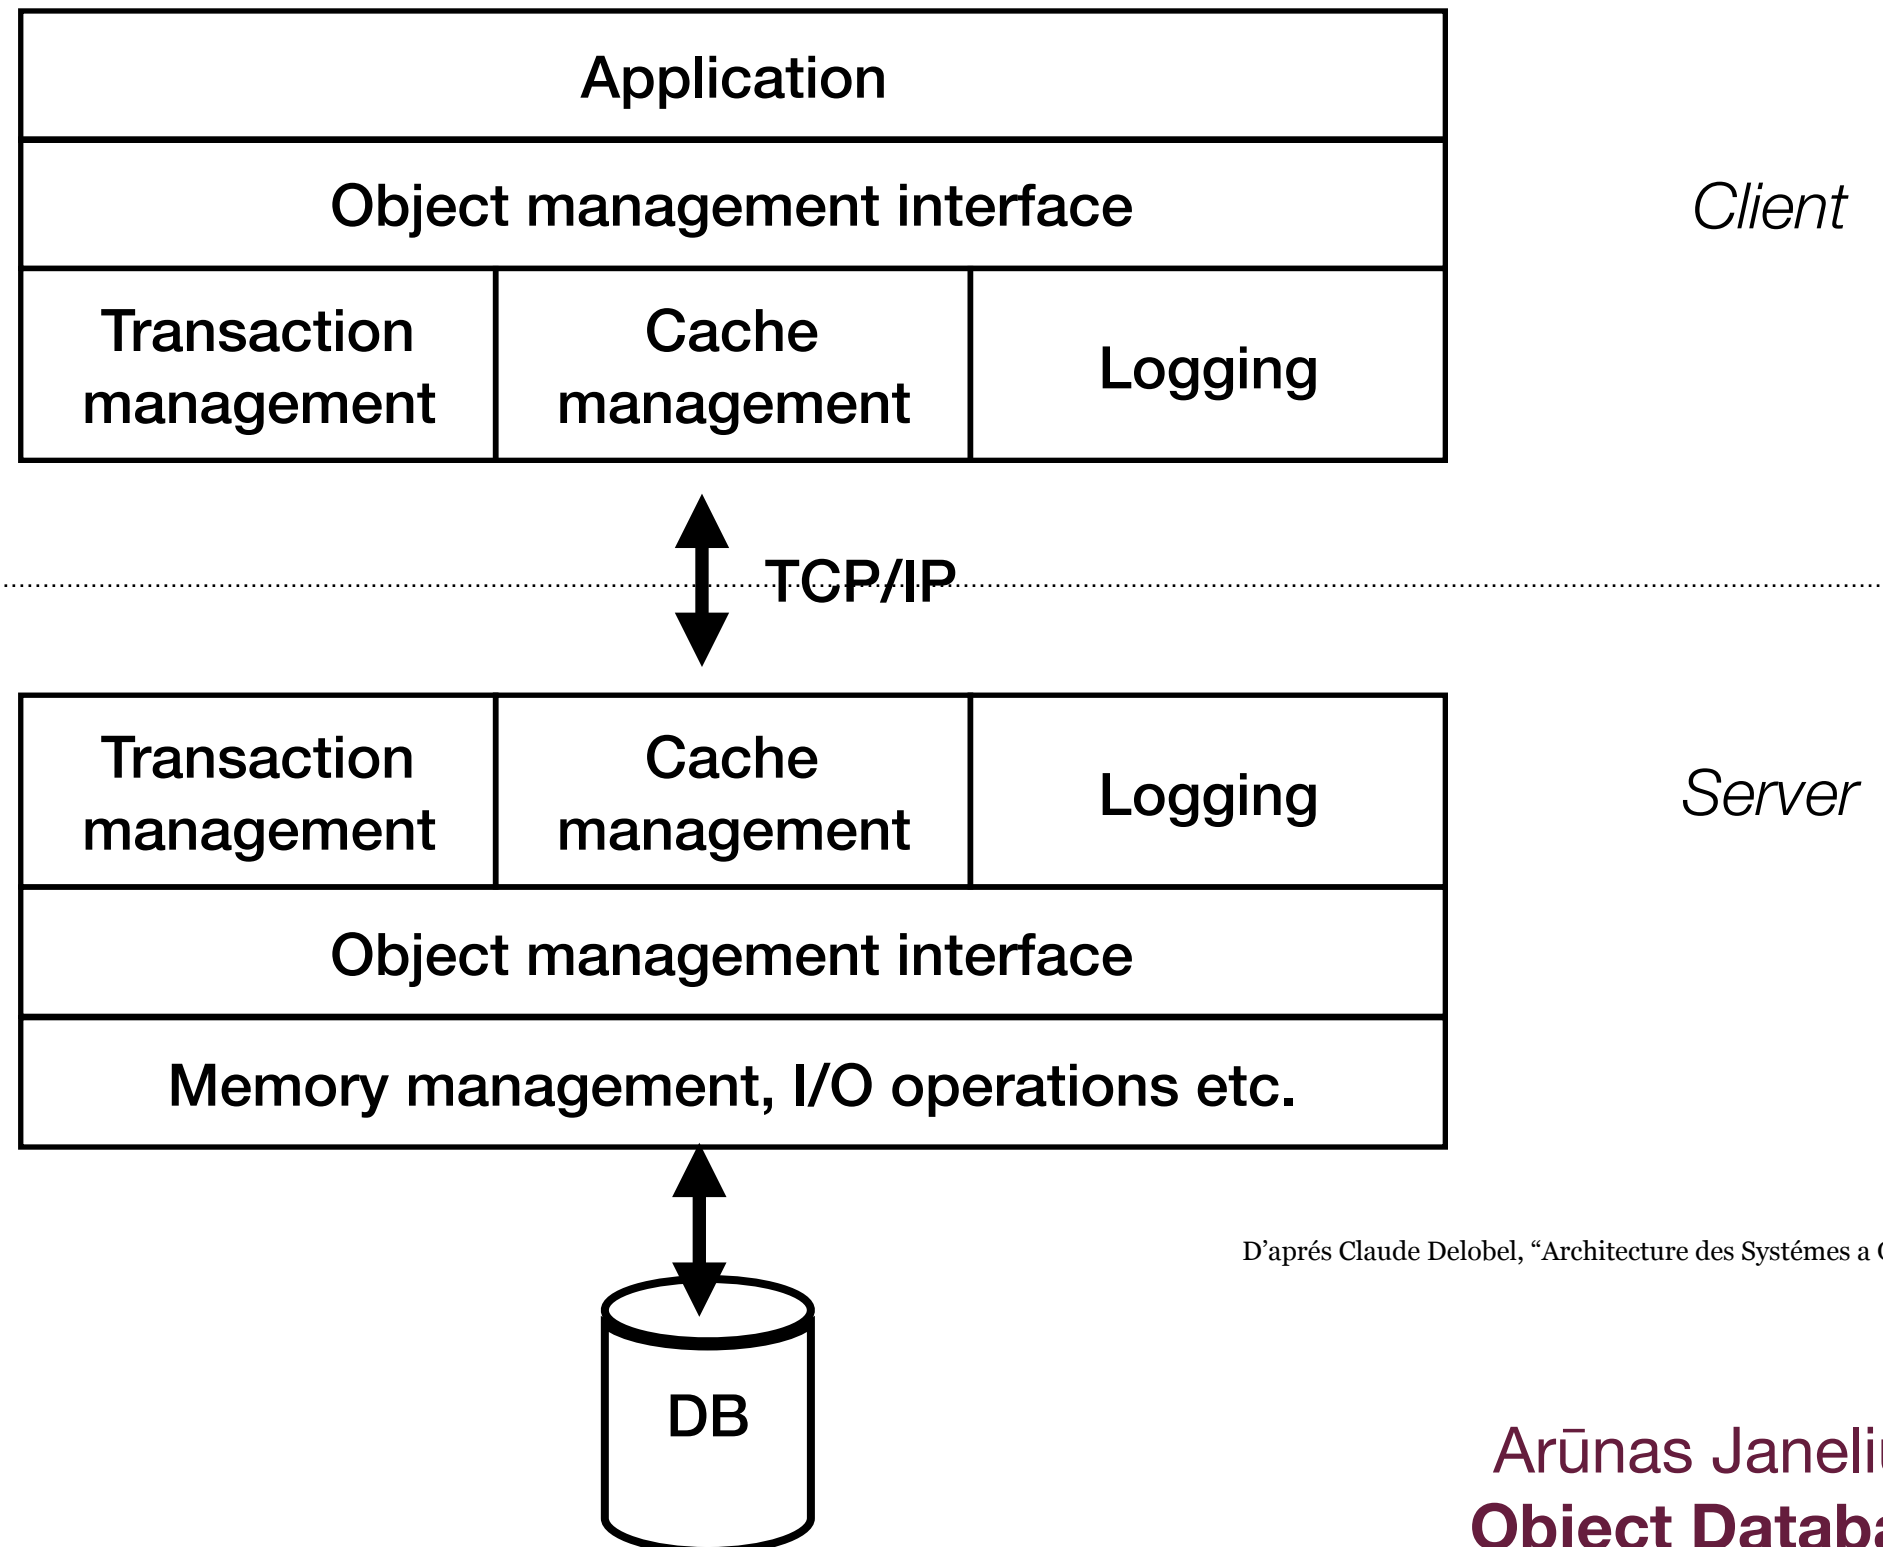 Application
Object management interface
Client
Transaction
management
Cache
management
Logging
TCP/IP
Transaction
management
Cache
management
Logging
Server
Object management interface
Memory management, I/O operations etc.
D’aprés Claude Delobel, “Architecture des Systémes a
DB
Arūnas
Object